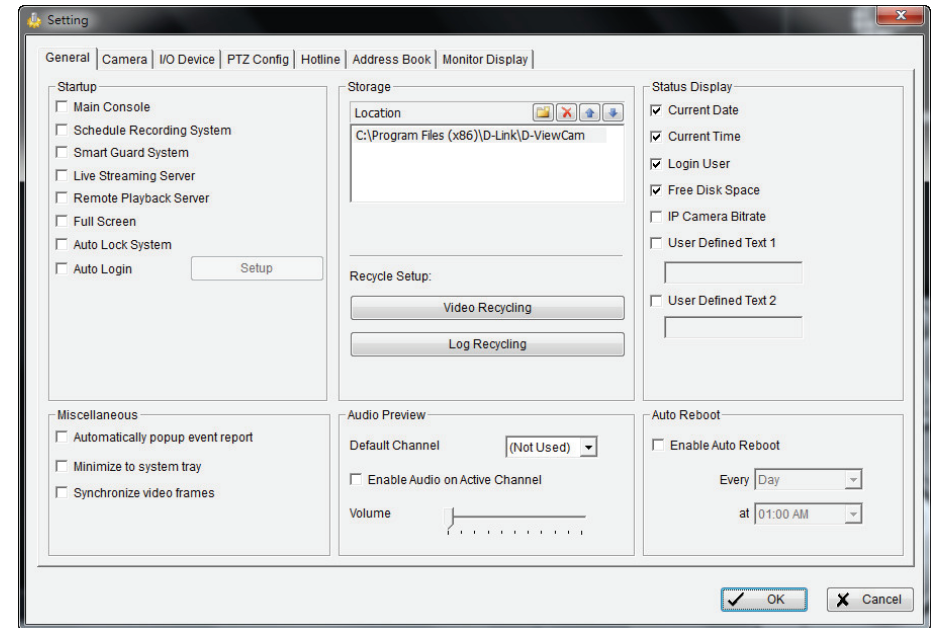 Setting
General Camera I/O Device PTZ Config Hotline Address Book Monitor Display
Startup
Main Console
Schedule Recording System
Smart Guard System
Live Streaming Server
Remote Playback Server
Full Screen
Auto Lock System
Auto Login Setup
Storage
Location
C:\Program Files (x86)\D-Link\D-ViewCam
Recycle Setup:
Video Recycling
Log Recycling
Status Display
Current Date
Current Time
Login User
Free Disk Space
IP Camera Bitrate
User Defined Text 1
User Defined Text 2
Miscellaneous
Automatically popup event report
Minimize to system tray
Synchronize video frames
Audio Preview
Default Channel (Not Used)
Enable Audio on Active Channel
Volume
Auto Reboot
Enable Auto Reboot
Every Day
at 01:00 AM
OK Cancel